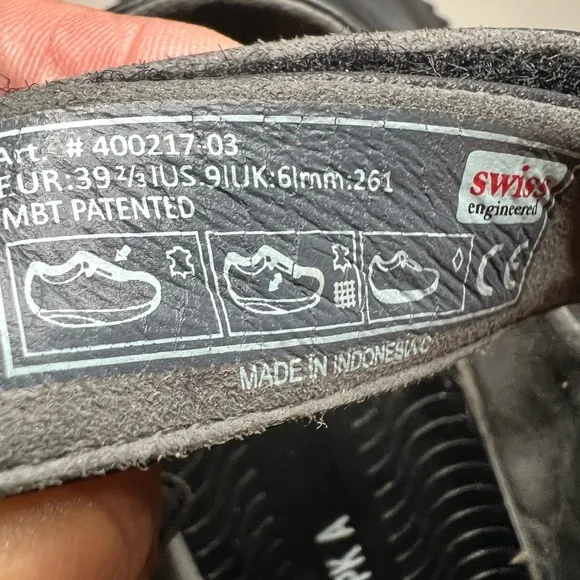 Art. # 400217-03
EUR:39 2/3|US:9|UK:6|mm:261
MBT PATENTED
swiss
engineered
CE
MADE IN INDONESIA